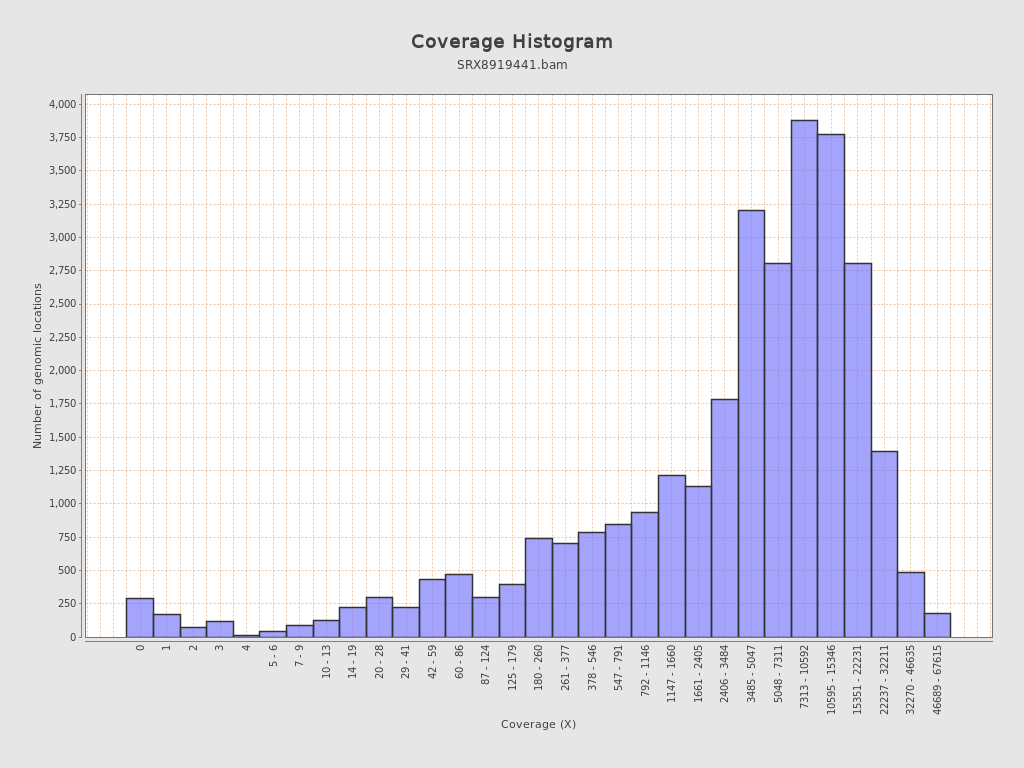 Coverage Histogram
SRX8919441.bam
Number of genomic locations
4,000
3,750
3,500
3,250
3,000
2,750
2,500
2,250
2,000
1,750
1,500
1,250
1,000
750
500
250
0
0
1
2
3
4
5 - 6
7 - 9
10 - 13
14 - 19
20 - 28
29 - 41
42 - 59
60 - 86
87 - 124
125 - 179
180 - 260
261 - 377
378 - 546
547 - 791
792 - 1146
1147 - 1660
1661 - 2405
2406 - 3484
3485 - 5047
5048 - 7311
7313 - 10592
10595 - 15346
15351 - 22231
22237 - 32211
32270 - 46635
46689 - 67615
Coverage (X)